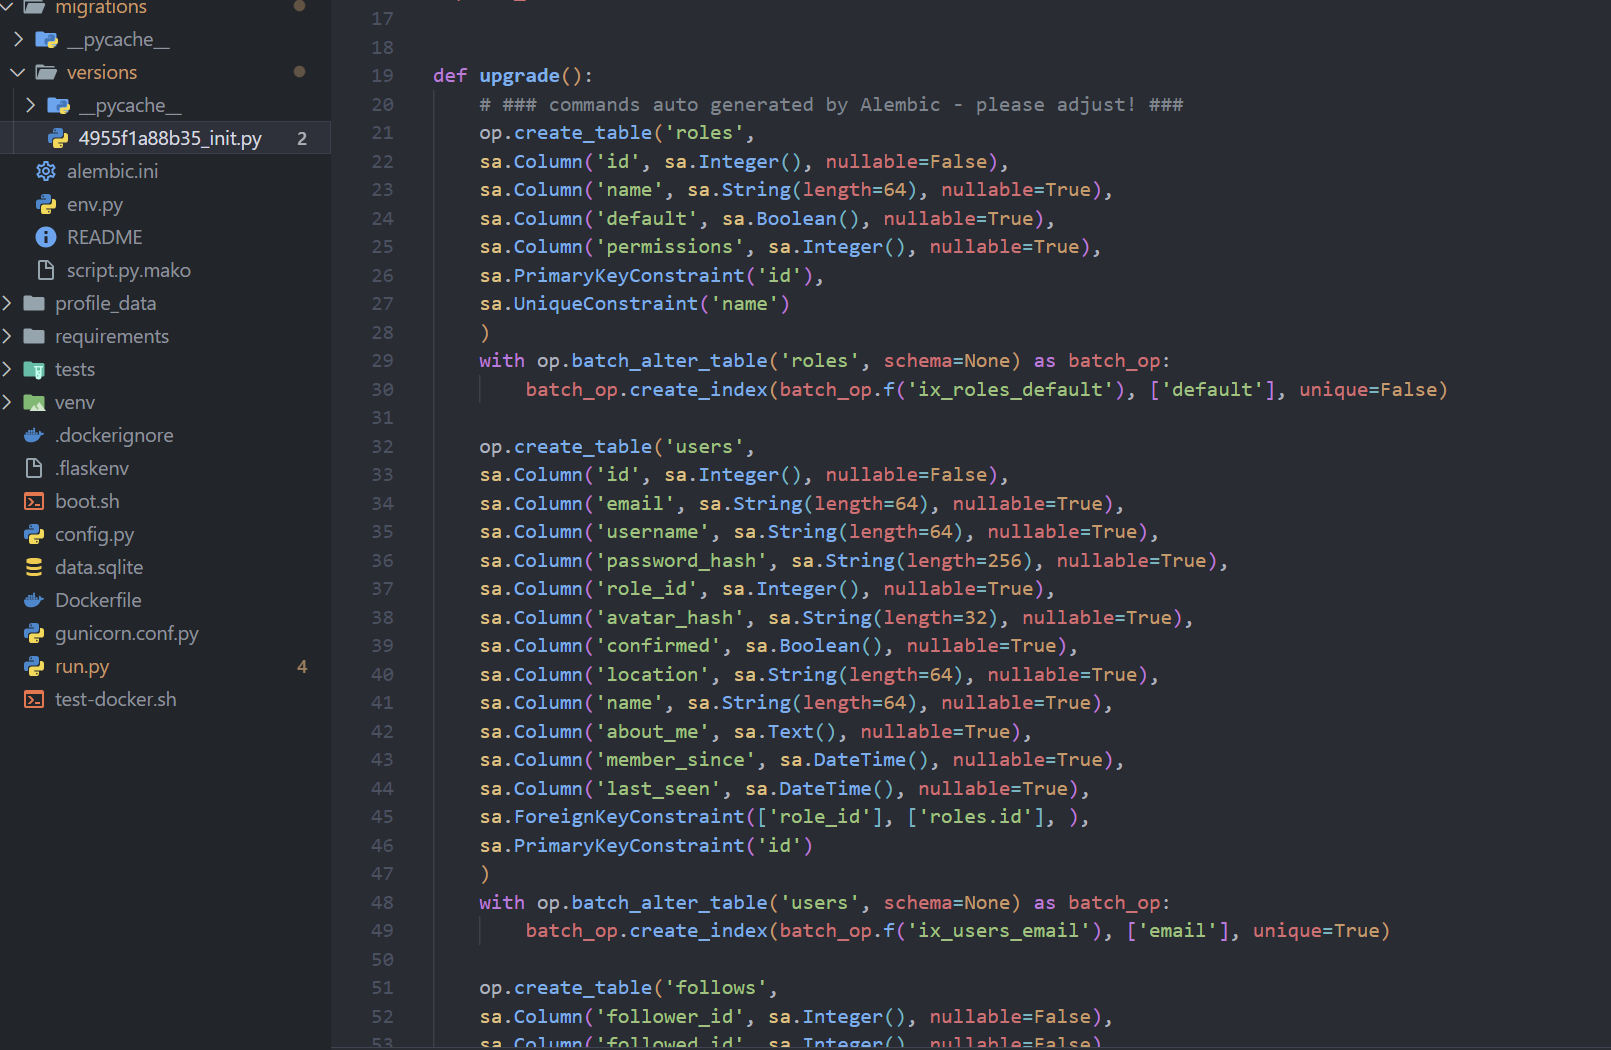 migrations
__pycache__
versions
__pycache__
4955f1a88b35_init.py 2
alembic.ini
env.py
README
script.py.mako
profile_data
requirements
tests
venv
.dockerignore
.flaskenv
boot.sh
config.py
data.sqlite
Dockerfile
gunicorn.conf.py
run.py 4
test-docker.sh
17
18
19 def upgrade():
20 # ### commands auto generated by Alembic - please adjust! ###
21 op.create_table('roles',
22 sa.Column('id', sa.Integer(), nullable=False),
23 sa.Column('name', sa.String(length=64), nullable=True),
24 sa.Column('default', sa.Boolean(), nullable=True),
25 sa.Column('permissions', sa.Integer(), nullable=True),
26 sa.PrimaryKeyConstraint('id'),
27 sa.UniqueConstraint('name')
28 )
29 with op.batch_alter_table('roles', schema=None) as batch_op:
30 batch_op.create_index(batch_op.f('ix_roles_default'), ['default'], unique=False)
31
32 op.create_table('users',
33 sa.Column('id', sa.Integer(), nullable=False),
34 sa.Column('email', sa.String(length=64), nullable=True),
35 sa.Column('username', sa.String(length=64), nullable=True),
36 sa.Column('password_hash', sa.String(length=256), nullable=True),
37 sa.Column('role_id', sa.Integer(), nullable=True),
38 sa.Column('avatar_hash', sa.String(length=32), nullable=True),
39 sa.Column('confirmed', sa.Boolean(), nullable=True),
40 sa.Column('location', sa.String(length=64), nullable=True),
41 sa.Column('name', sa.String(length=64), nullable=True),
42 sa.Column('about_me', sa.Text(), nullable=True),
43 sa.Column('member_since', sa.DateTime(), nullable=True),
44 sa.Column('last_seen', sa.DateTime(), nullable=True),
45 sa.ForeignKeyConstraint(['role_id'], ['roles.id'], ),
46 sa.PrimaryKeyConstraint('id')
47 )
48 with op.batch_alter_table('users', schema=None) as batch_op:
49 batch_op.create_index(batch_op.f('ix_users_email'), ['email'], unique=True)
50
51 op.create_table('follows',
52 sa.Column('follower_id', sa.Integer(), nullable=False),
53 sa.Column('followed_id', sa.Integer(), nullable=False)